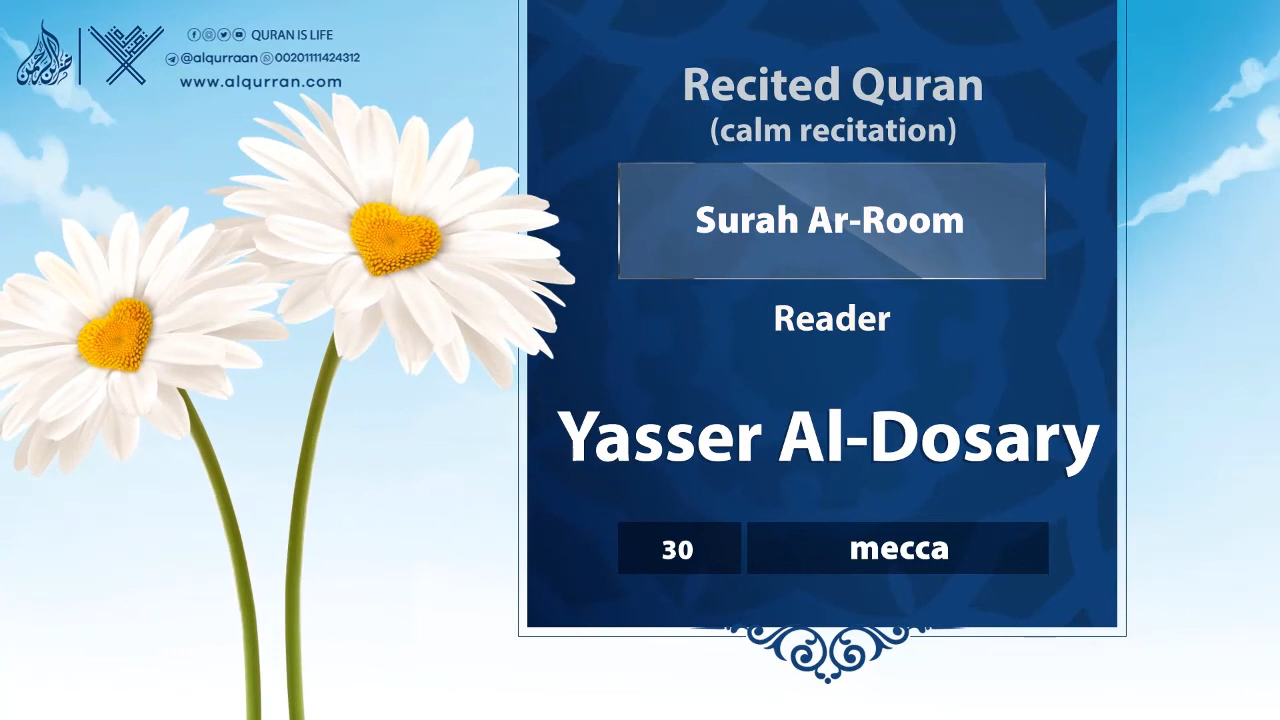 QURAN IS LIFE
@alqurraan 00201111424312
www.alqurran.com
Recited Quran
(calm recitation)
Surah Ar-Room
Reader
Yasser Al-Dosary
30 mecca